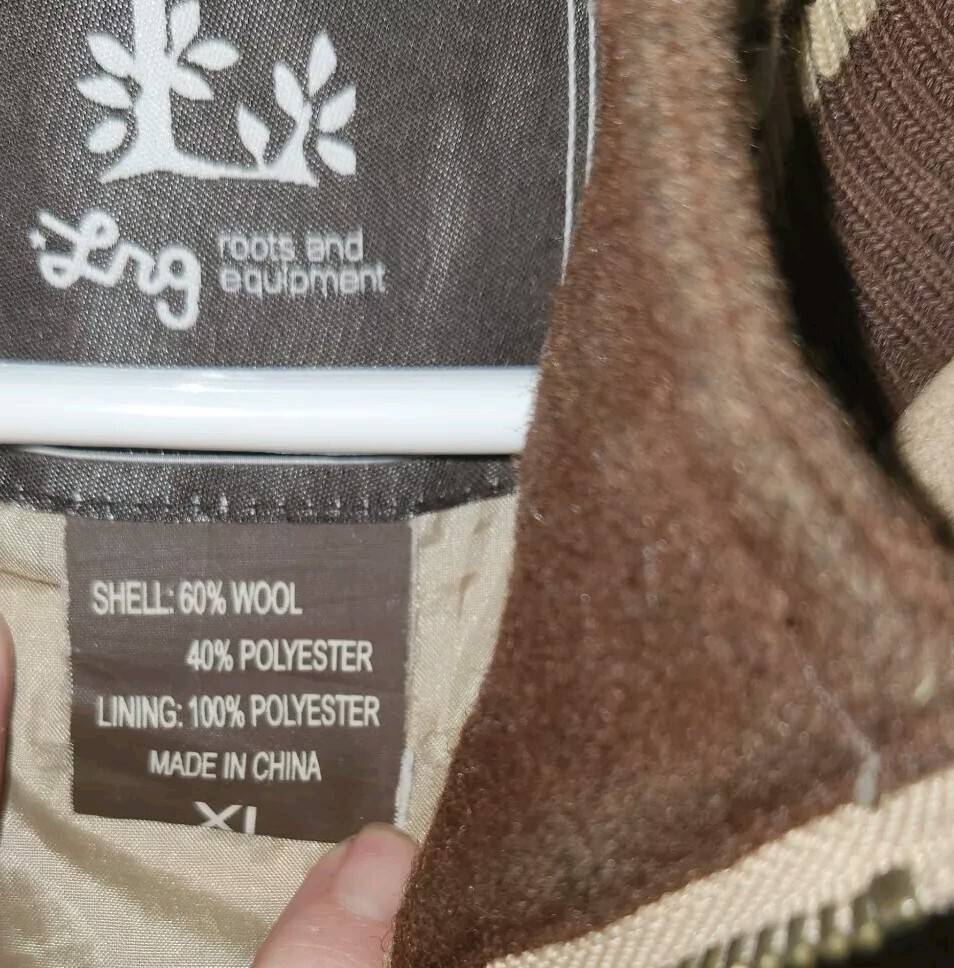 Lrg
roots and
equipment
SHELL: 60% WOOL
40% POLYESTER
LINING: 100% POLYESTER
MADE IN CHINA
XL